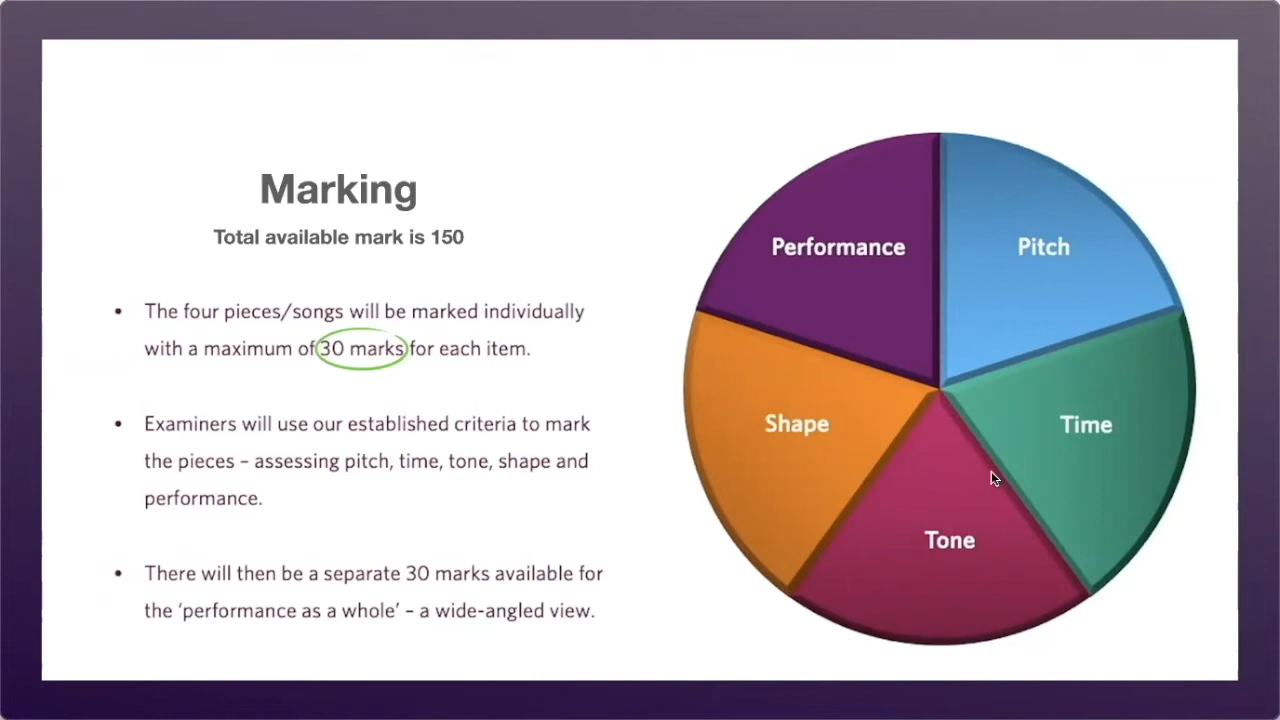 Marking
Total available mark is 150
• The four pieces/songs will be marked individually
with a maximum of 30 marks for each item.
• Examiners will use our established criteria to mark
the pieces – assessing pitch, time, tone, shape and
performance.
• There will then be a separate 30 marks available for
the ‘performance as a whole’ – a wide-angled view.
Performance
Pitch
Shape
Time
Tone